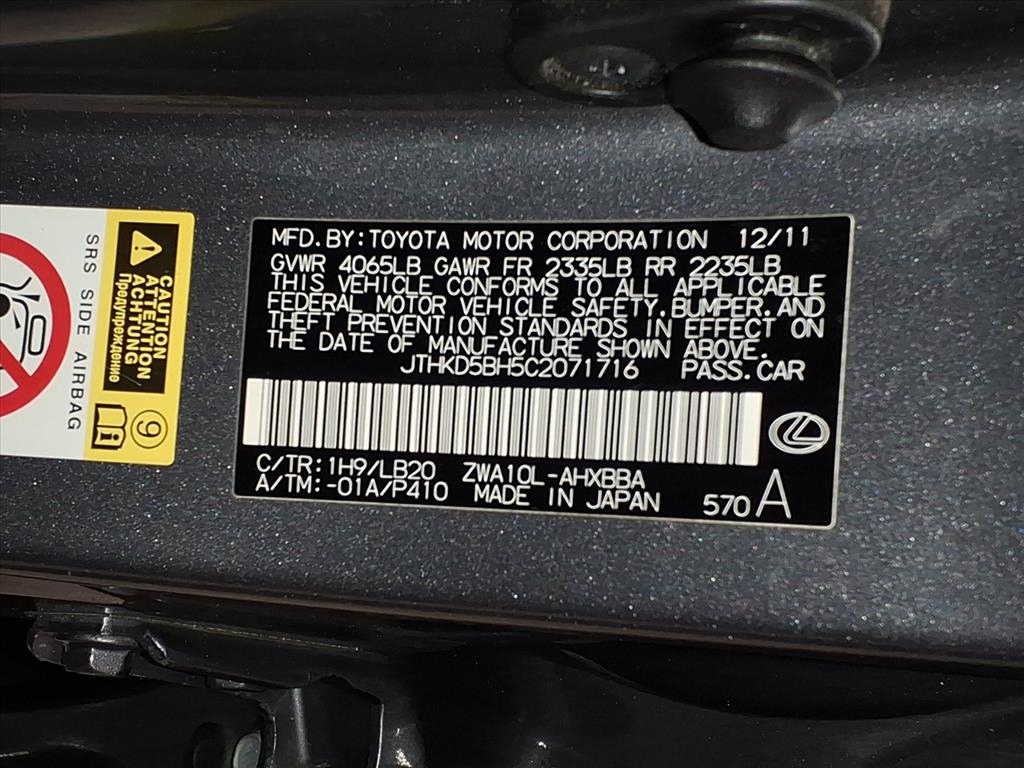 MFD.BY:TOYOTA MOTOR CORPORATION 12/11
GVWR 4065LB GAWR FR 2335LB RR 2235LB
THIS VEHICLE CONFORMS TO ALL APPLICABLE
FEDERAL MOTOR VEHICLE SAFETY,BUMPER,AND
THEFT PREVENTION STANDARDS IN EFFECT ON
THE DATE OF MANUFACTURE SHOWN ABOVE.
JTHKD5BH5C2071716 PASS.CAR
C/TR:1H9/LB20 ZWA10L-AHXBBA
A/TM:-01A/P410 MADE IN JAPAN 570 A
SRS SIDE AIRBAG
CAUTION
ATTENTION
ACHTUNG
Предупреждение
9